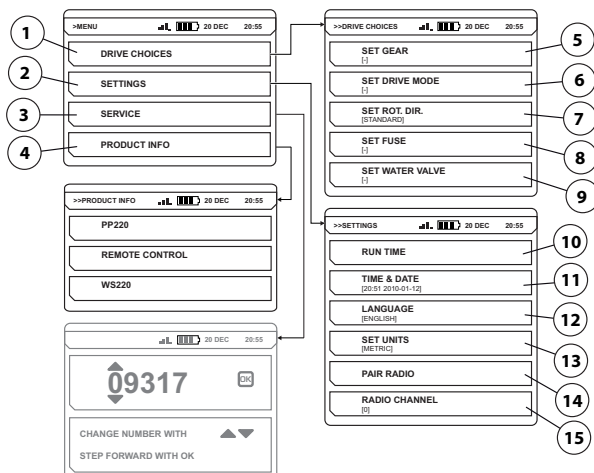 >MENU 20 DEC 20:55
1 DRIVE CHOICES
2 SETTINGS
3 SERVICE
4 PRODUCT INFO
>>PRODUCT INFO 20 DEC 20:55
PP220
REMOTE CONTROL
WS220
20 DEC 20:55
09317 OK
CHANGE NUMBER WITH
STEP FORWARD WITH OK
>>DRIVE CHOICES 20 DEC 20:55
SET GEAR 5
[-]
SET DRIVE MODE 6
[-]
SET ROT. DIR. 7
[STANDARD]
SET FUSE 8
[-]
SET WATER VALVE 9
[-]
>>SETTINGS 20 DEC 20:55
RUN TIME 10
TIME & DATE 11
[20:51 2010-01-12]
LANGUAGE 12
[ENGLISH]
SET UNITS 13
[METRIC]
PAIR RADIO 14
RADIO CHANNEL 15
[0]